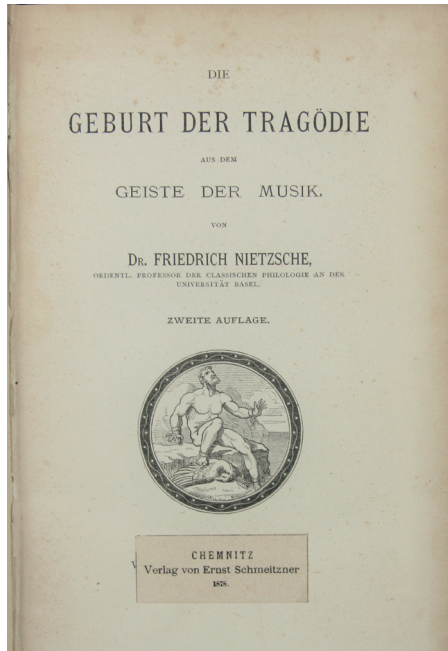 DIE
GEBURT DER TRAGÖDIE
AUS DEM
GEISTE DER MUSIK.
VON
DR. FRIEDRICH NIETZSCHE,
ORDENTL. PROFESSOR DER CLASSISCHEN PHILOLOGIE AN DER
UNIVERSITÄT BASEL.
ZWEITE AUFLAGE.
CHEMNITZ
Verlag von Ernst Schmeitzner
1878.